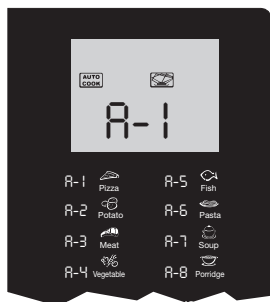 AUTO
COOK
A-1
A-1 Pizza
A-2 Potato
A-3 Meat
A-4 Vegetable
A-5 Fish
A-6 Pasta
A-7 Soup
A-8 Porridge